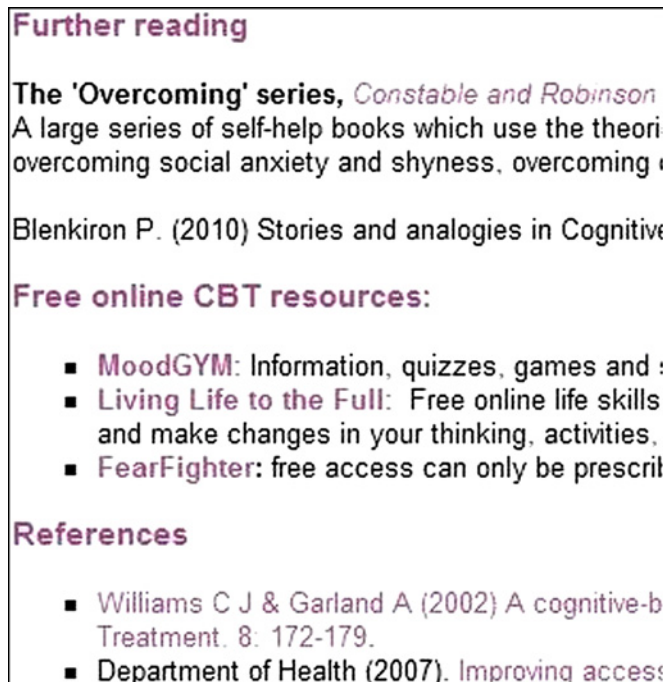 Further reading
The 'Overcoming' series, Constable and Robinson
A large series of self-help books which use the theori
overcoming social anxiety and shyness, overcoming
Blenkiron P. (2010) Stories and analogies in Cognitive
Free online CBT resources:
MoodGYM: Information, quizzes, games and
Living Life to the Full: Free online life skills
and make changes in your thinking, activities,
FearFighter: free access can only be prescrib
References
Williams C J & Garland A (2002) A cognitive-b
Treatment. 8: 172-179.
Department of Health (2007). Improving access